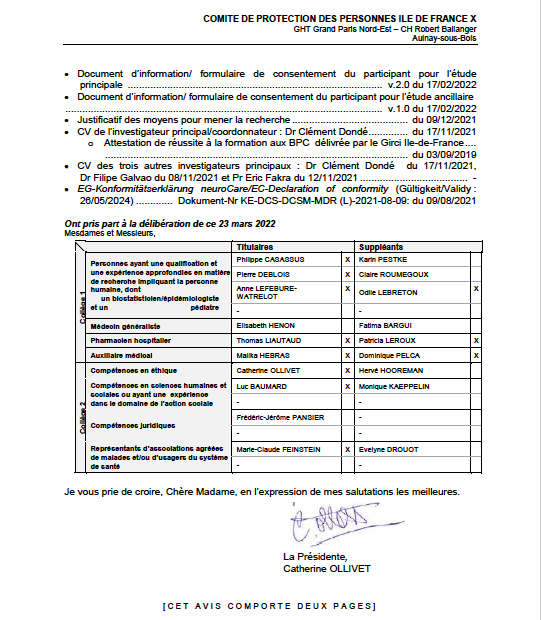 COMITE DE PROTECTION DES PERSONNES ILE DE FRANCE X
GHT Grand Paris Nord-Est – CH Robert Ballanger
Aulnay-sous-Bois
• Document d'information/ formulaire de consentement du participant pour l'étude
principale ................................................................ v.2.0 du 17/02/2022
• Document d'information/ formulaire de consentement du participant pour l'étude ancillaire
................................................................ v.1.0 du 17/02/2022
• Justificatif des moyens pour mener la recherche ................................ du 09/12/2021
• CV de l'investigateur principal/coordonnateur : Dr Clément Dondé............. du 17/11/2021
o Attestation de réussite à la formation aux BPC délivrée par le Girci Ile-de-France ....
................................................................ du 03/09/2019
• CV des trois autres investigateurs principaux : Dr Clément Dondé du 17/11/2021,
Dr Filipe Galvao du 08/11/2021 et Pr Eric Fakra du 12/11/2021 ................................ -
• EG-Konformitätserklärung neuroCare/EC-Declaration of conformity (Gültigkeit/Validy :
26/05/2024) ............. Dokument-Nr KE-DCS-DCSM-MDR (L)-2021-08-09: du 09/08/2021
Ont pris part à la délibération de ce 23 mars 2022
Mesdames et Messieurs,
Titulaires Suppléants
Collège 1
Personnes ayant une qualification et
une expérience approfondies en matière
de recherche impliquant la personne
humaine, dont
un biostatisticien/épidémiologiste
et un pédiatre
Philippe CASASSUS X Karin PESTKE
Pierre DEBLOIS X Claire ROUMEGOUX
Anne LEFEBURE-
WATRELOT X Odile LEBRETON X
- -
Médecin généraliste Elisabeth HENON Fatima BARGUI
Pharmacien hospitalier Thomas LIAUTAUD X Patricia LEROUX X
Auxiliaire médical Malika HEBRAS X Dominique PELCA X
Collège 2
Compétences en éthique Catherine OLLIVET X Hervé HOOREMAN
Compétences en sciences humaines et
sociales ou ayant une expérience
dans le domaine de l'action sociale
Luc BAUMARD X Monique KAEPPELIN
- -
Compétences juridiques
Frédéric-Jérôme PANSIER -
- -
Représentants d'associations agréées
de malades et/ou d'usagers du système
de santé
Marie-Claude FEINSTEIN X Evelyne DROUOT
- -
Je vous prie de croire, Chère Madame, en l'expression de mes salutations les meilleures.
La Présidente,
Catherine OLLIVET
[CET AVIS COMPORTE DEUX PAGES]